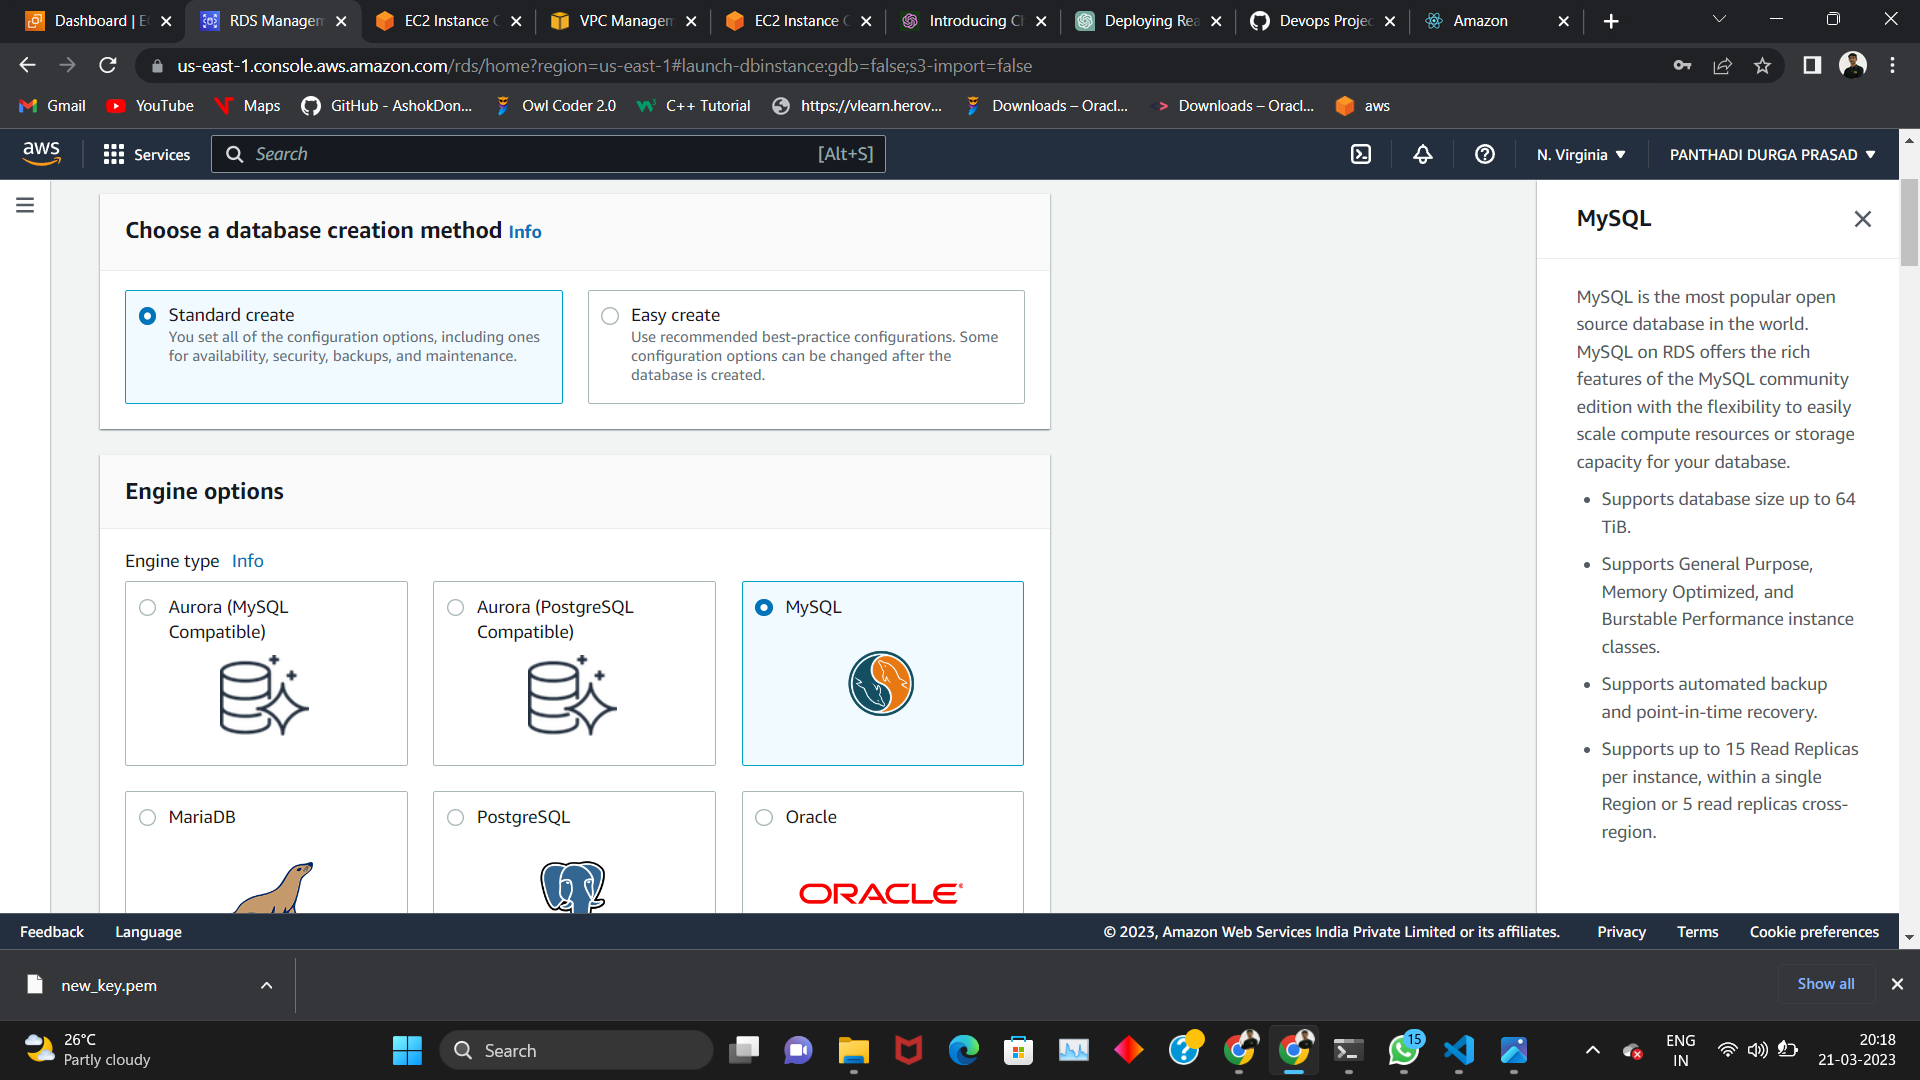 Dashboard | E
RDS Managem
EC2 Instance C
VPC Managem
EC2 Instance C
Introducing Ch
Deploying Rea
Devops Projec
Amazon
us-east-1.console.aws.amazon.com/rds/home?region=us-east-1#launch-dbinstance:gdb=false;s3-import=false
Gmail
YouTube
Maps
GitHub - AshokDon...
Owl Coder 2.0
C++ Tutorial
https://vlearn.herov...
Downloads – Oracl...
Downloads – Oracl...
aws
aws
Services
Search
[Alt+S]
N. Virginia
PANTHADI DURGA PRASAD
Choose a database creation method Info
Standard create
You set all of the configuration options, including ones
for availability, security, backups, and maintenance.
Easy create
Use recommended best-practice configurations. Some
configuration options can be changed after the
database is created.
Engine options
Engine type Info
Aurora (MySQL
Compatible)
Aurora (PostgreSQL
Compatible)
MySQL
MariaDB
PostgreSQL
Oracle
ORACLE
MySQL
MySQL is the most popular open
source database in the world.
MySQL on RDS offers the rich
features of the MySQL community
edition with the flexibility to easily
scale compute resources or storage
capacity for your database.
• Supports database size up to 64
TiB.
• Supports General Purpose,
Memory Optimized, and
Burstable Performance instance
classes.
• Supports automated backup
and point-in-time recovery.
• Supports up to 15 Read Replicas
per instance, within a single
Region or 5 read replicas cross-
region.
Feedback
Language
© 2023, Amazon Web Services India Private Limited or its affiliates.
Privacy
Terms
Cookie preferences
new_key.pem
Show all
26°C
Partly cloudy
Search
15
ENG
IN
20:18
21-03-2023